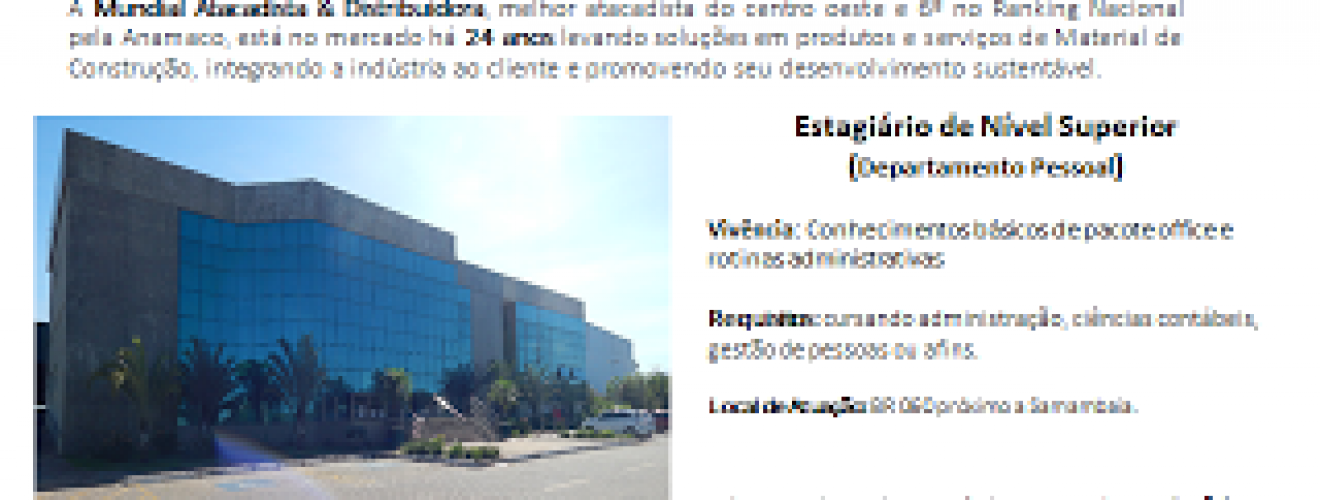 A Mundial Atacadista & Distribuidora, melhor atacadista do centro oeste e 6º no Ranking Nacional
pela Anamaco, está no mercado há 24 anos levando soluções em produtos e serviços de Material de
Construção, integrando a indústria ao cliente e promovendo seu desenvolvimento sustentável.
Estagiário de Nível Superior
(Departamento Pessoal)
Vivência: Conhecimentos básicos de pacote office e
rotinas administrativas
Requisitos: cursando administração, ciências contábeis,
gestão de pessoas ou afins.
Local de Atuação: BR 060 próximo a Samambaia.